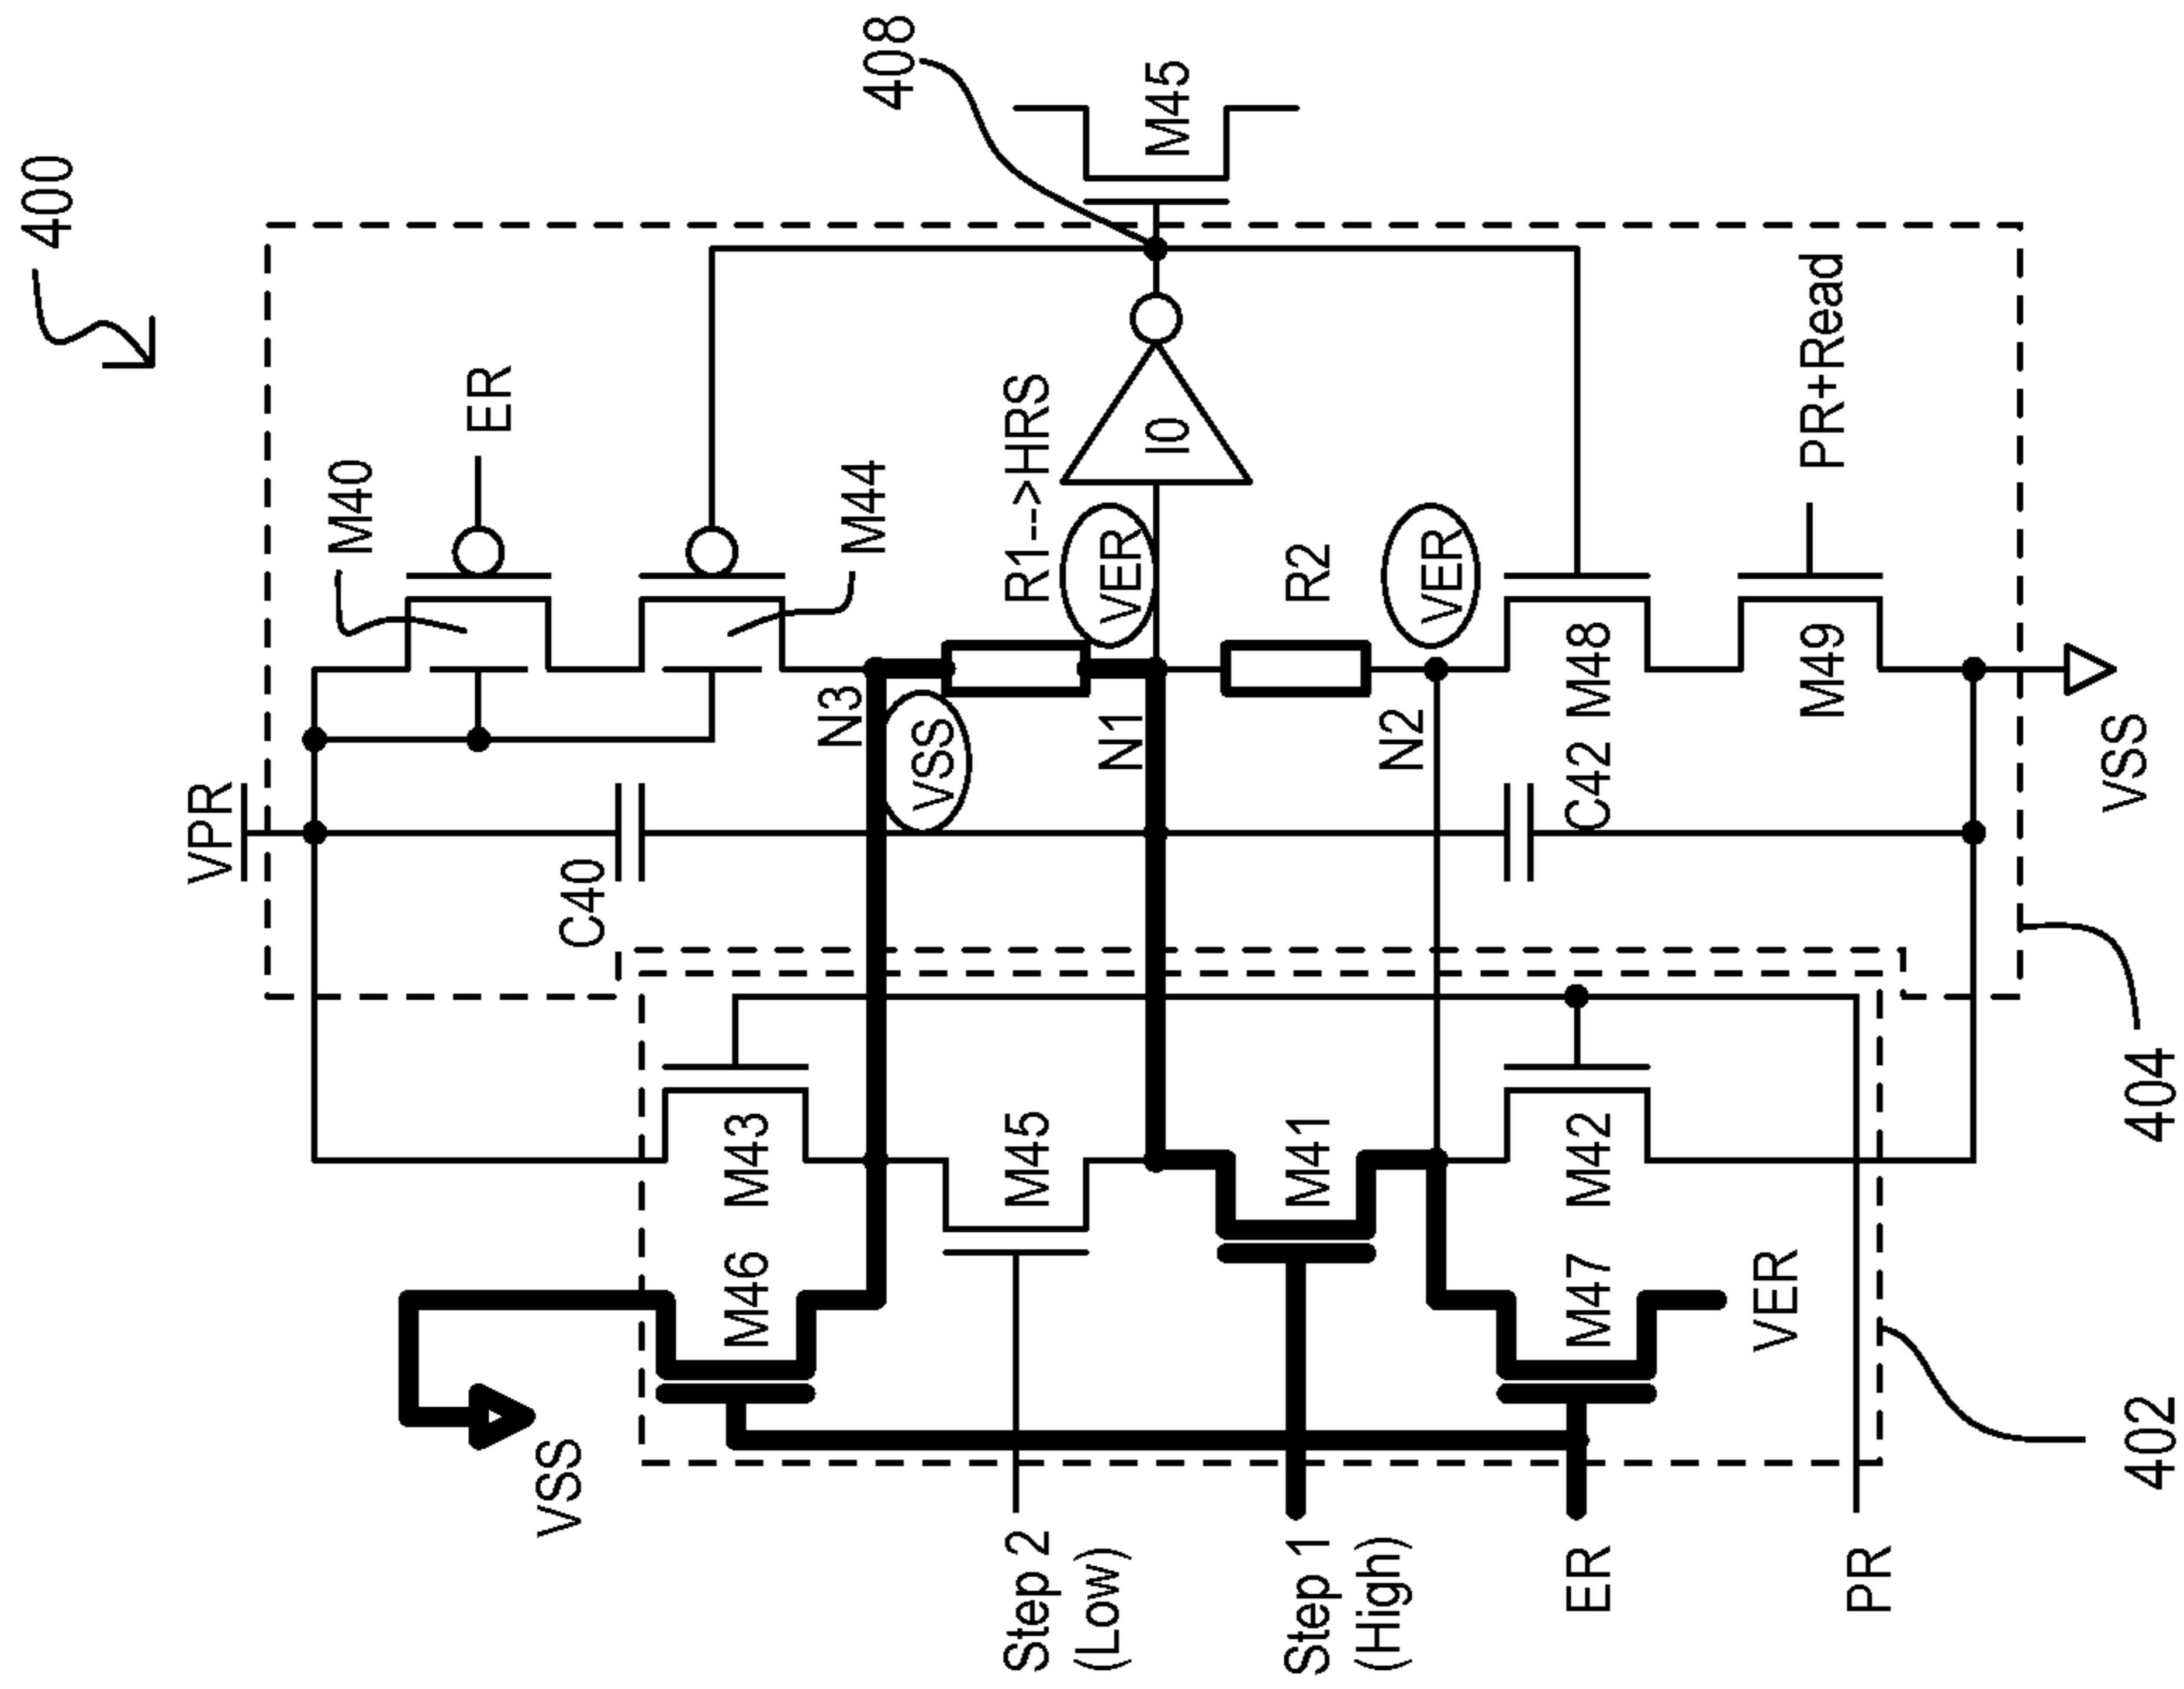 400
408
VPR
M40
ER
M44
M45
C40
N3
VSS
R1-->HRS
VER
N1
I0
R2
VER
N2
C42
M48
M49
PR+Read
VSS
404
VSS
M46
M43
M45
M41
M47
M42
VER
402
Step 2
(Low)
Step 1
(High)
ER
PR